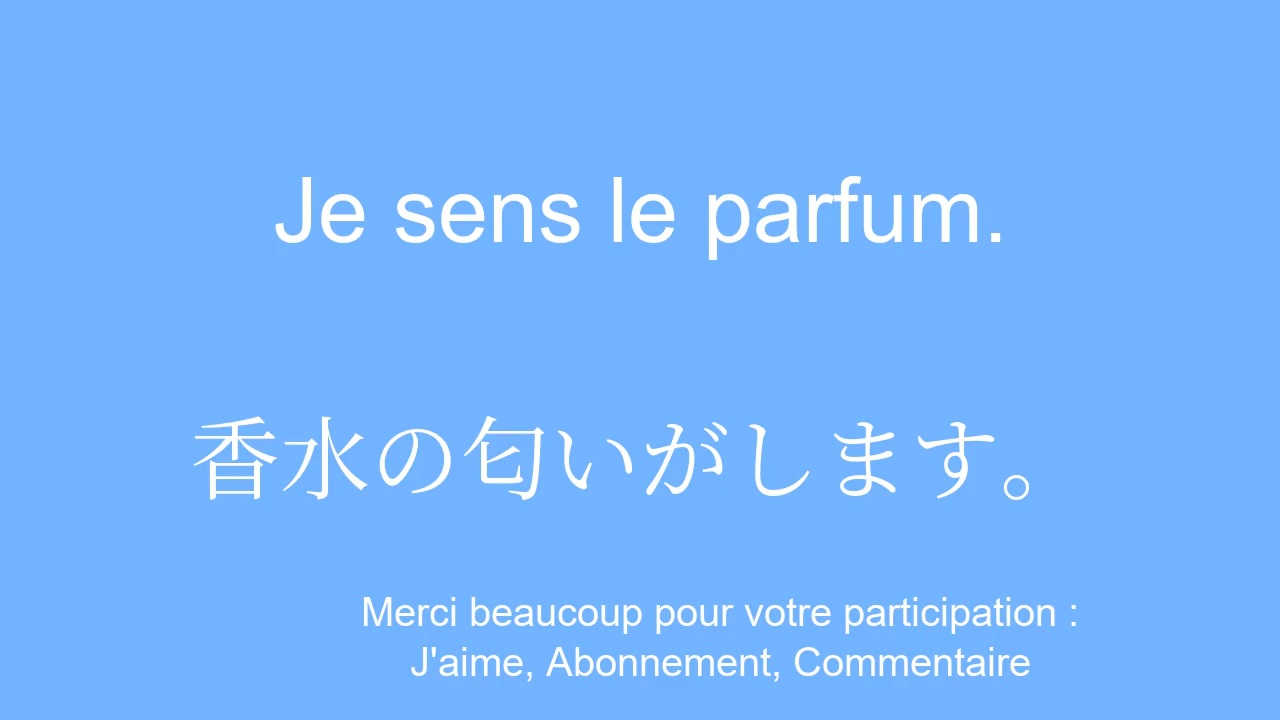 Je sens le parfum.
香水の匂いがします。
Merci beaucoup pour votre participation :
J'aime, Abonnement, Commentaire